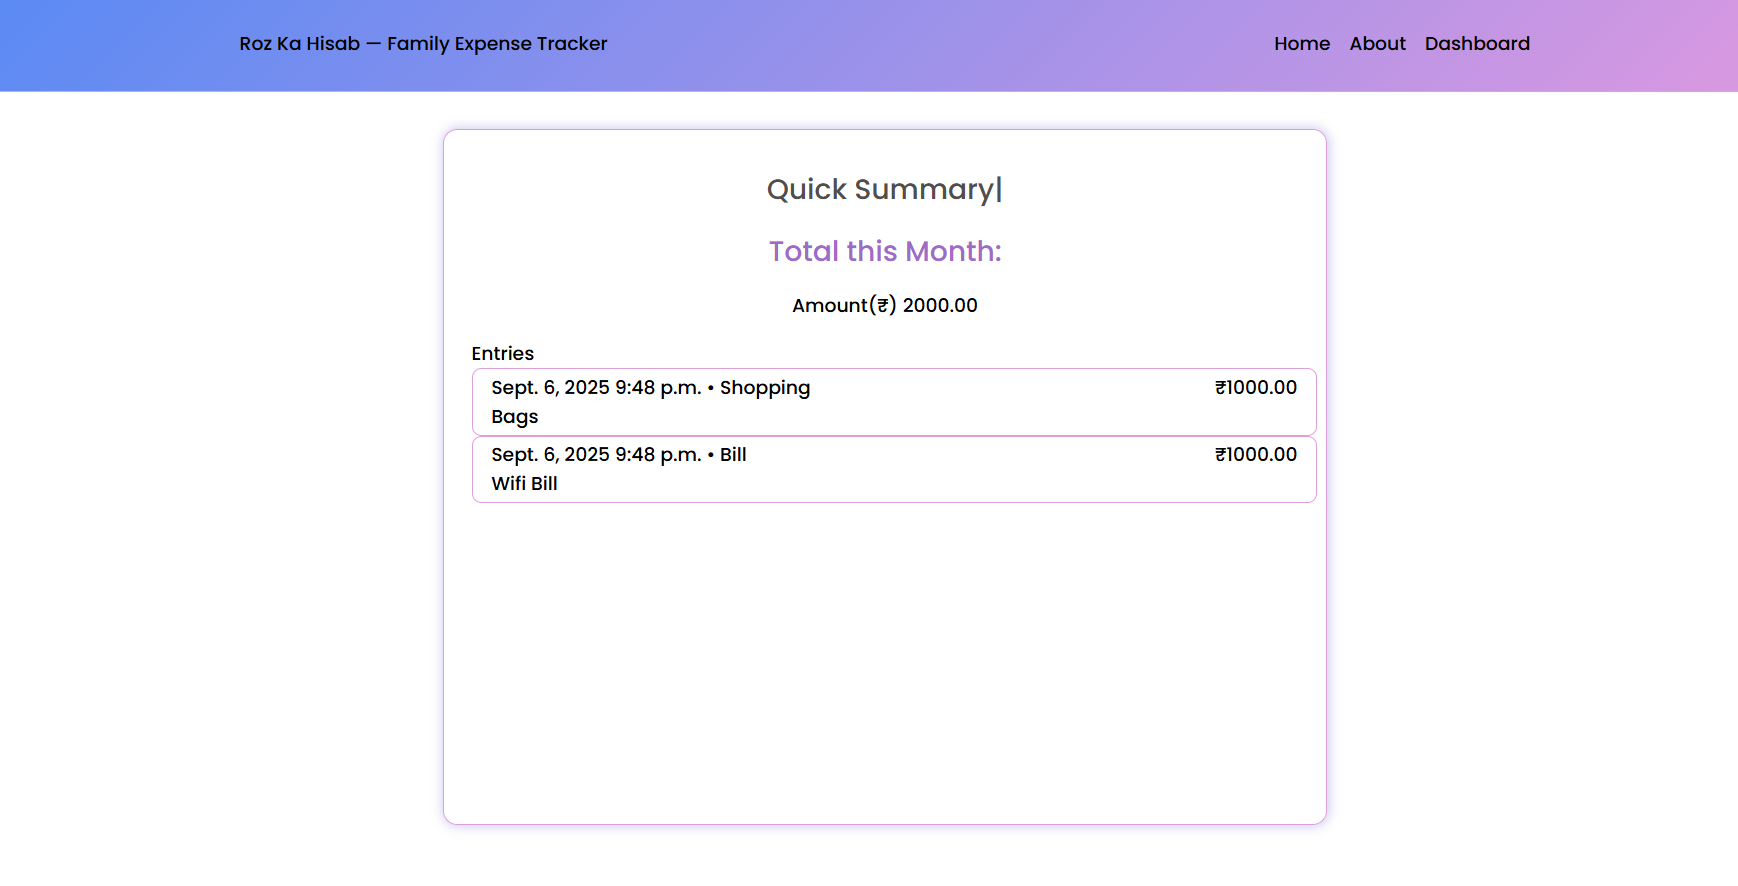 Roz Ka Hisab — Family Expense Tracker
Home About Dashboard
Quick Summary|
Total this Month:
Amount(₹) 2000.00
Entries
Sept. 6, 2025 9:48 p.m. • Shopping ₹1000.00
Bags
Sept. 6, 2025 9:48 p.m. • Bill ₹1000.00
Wifi Bill